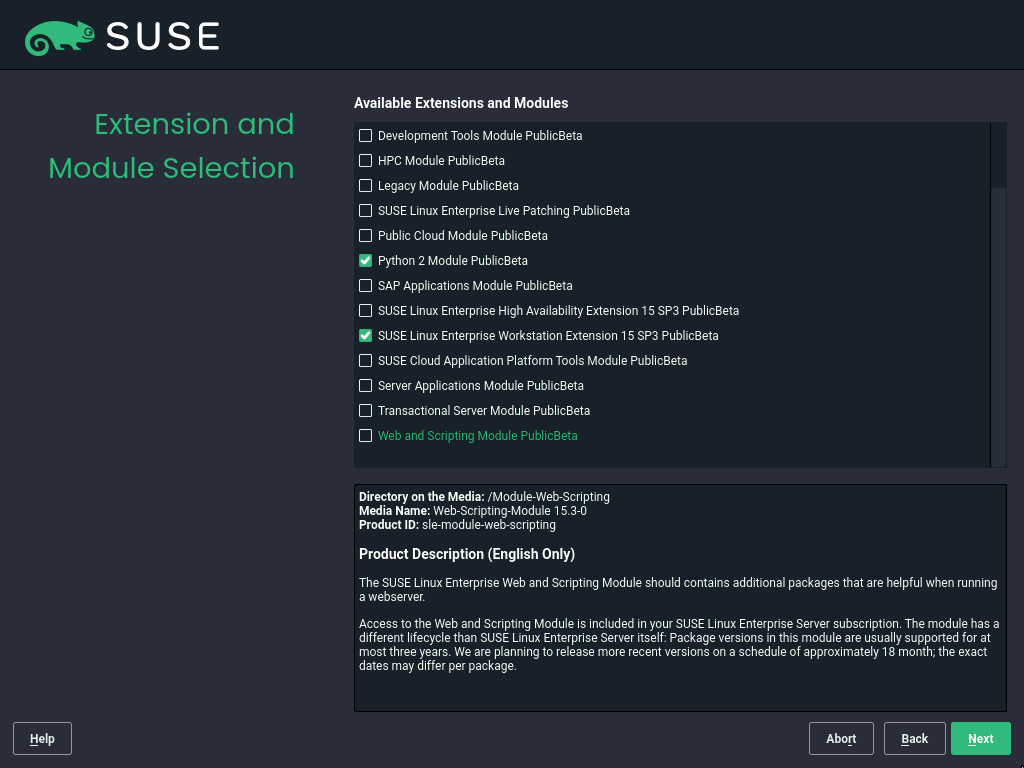 SUSE
Extension and
Module Selection
Available Extensions and Modules
Development Tools Module PublicBeta
HPC Module PublicBeta
Legacy Module PublicBeta
SUSE Linux Enterprise Live Patching PublicBeta
Public Cloud Module PublicBeta
Python 2 Module PublicBeta
SAP Applications Module PublicBeta
SUSE Linux Enterprise High Availability Extension 15 SP3 PublicBeta
SUSE Linux Enterprise Workstation Extension 15 SP3 PublicBeta
SUSE Cloud Application Platform Tools Module PublicBeta
Server Applications Module PublicBeta
Transactional Server Module PublicBeta
Web and Scripting Module PublicBeta
Directory on the Media: /Module-Web-Scripting
Media Name: Web-Scripting-Module 15.3-0
Product ID: sle-module-web-scripting
Product Description (English Only)
The SUSE Linux Enterprise Web and Scripting Module should contains additional packages that are helpful when running
a webserver.
Access to the Web and Scripting Module is included in your SUSE Linux Enterprise Server subscription. The module has a
different lifecycle than SUSE Linux Enterprise Server itself: Package versions in this module are usually supported for at
most three years. We are planning to release more recent versions on a schedule of approximately 18 month; the exact
dates may differ per package.
Help
Abort
Back
Next